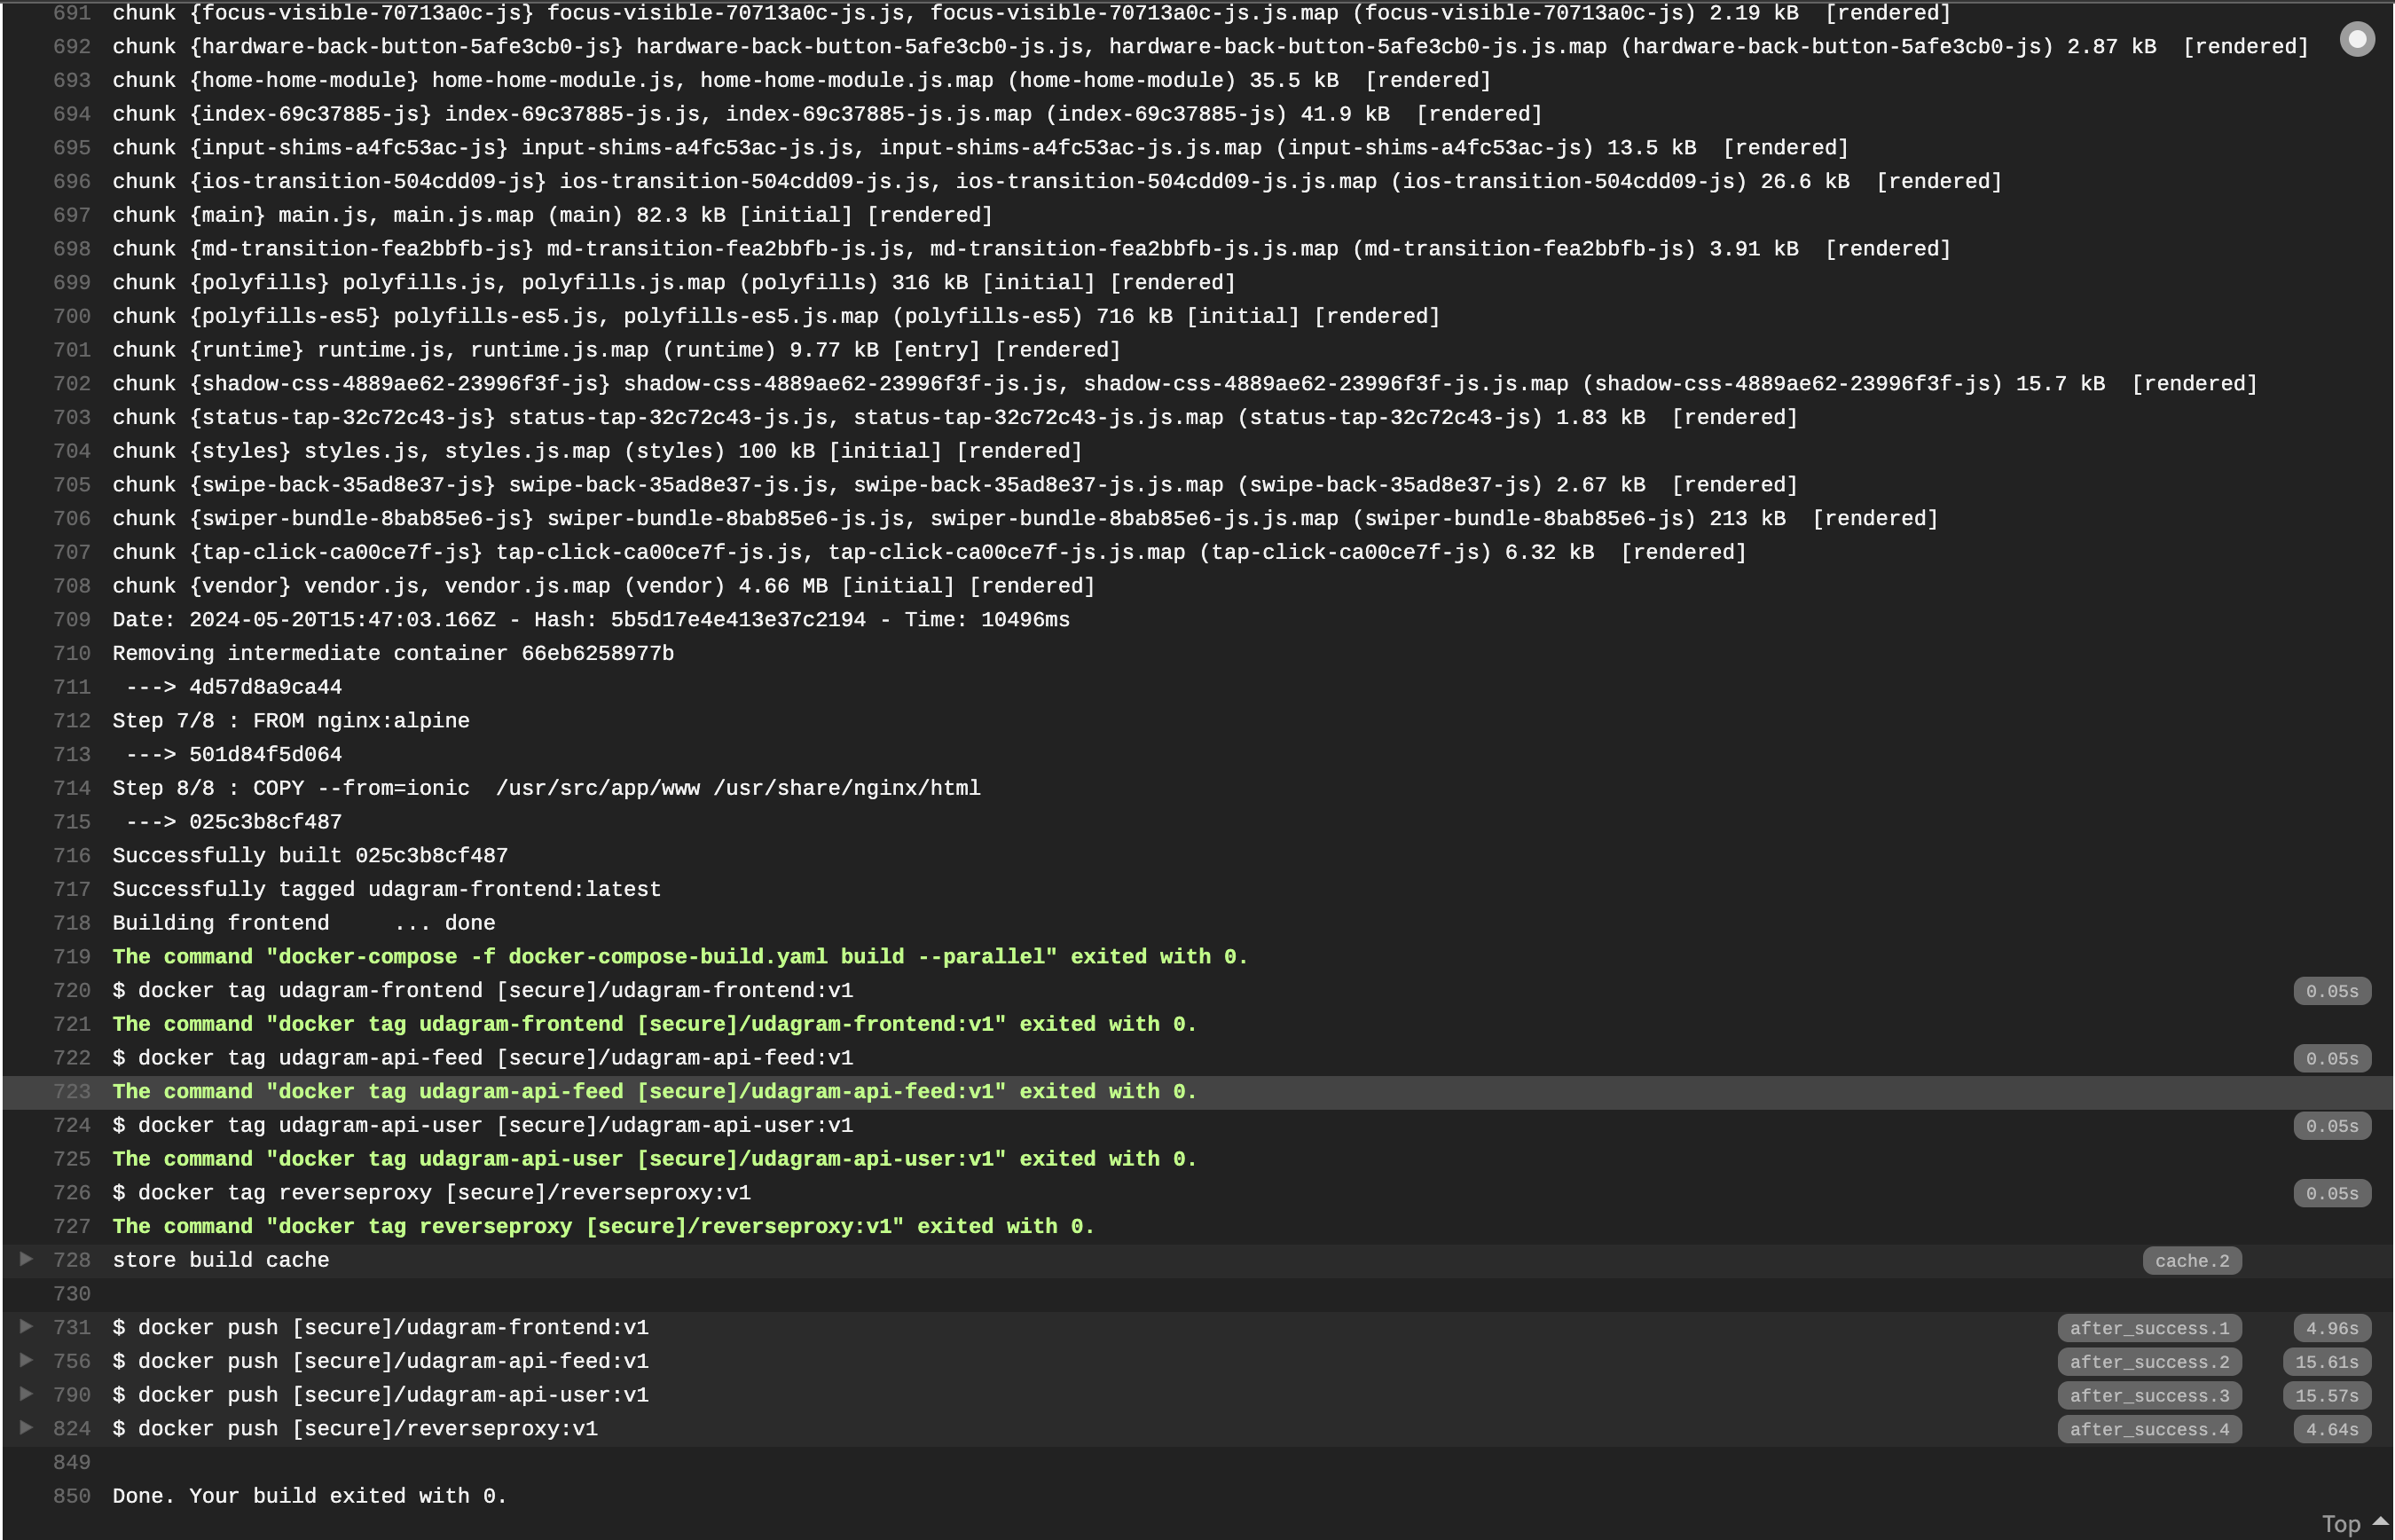 691 chunk {focus-visible-70713a0c-js} focus-visible-70713a0c-js.js, focus-visible-70713a0c-js.js.map (focus-visible-70713a0c-js) 2.19 kB  [rendered]
692 chunk {hardware-back-button-5afe3cb0-js} hardware-back-button-5afe3cb0-js.js, hardware-back-button-5afe3cb0-js.js.map (hardware-back-button-5afe3cb0-js) 2.87 kB  [rendered]
693 chunk {home-home-module} home-home-module.js, home-home-module.js.map (home-home-module) 35.5 kB  [rendered]
694 chunk {index-69c37885-js} index-69c37885-js.js, index-69c37885-js.js.map (index-69c37885-js) 41.9 kB  [rendered]
695 chunk {input-shims-a4fc53ac-js} input-shims-a4fc53ac-js.js, input-shims-a4fc53ac-js.js.map (input-shims-a4fc53ac-js) 13.5 kB  [rendered]
696 chunk {ios-transition-504cdd09-js} ios-transition-504cdd09-js.js, ios-transition-504cdd09-js.js.map (ios-transition-504cdd09-js) 26.6 kB  [rendered]
697 chunk {main} main.js, main.js.map (main) 82.3 kB [initial] [rendered]
698 chunk {md-transition-fea2bbfb-js} md-transition-fea2bbfb-js.js, md-transition-fea2bbfb-js.js.map (md-transition-fea2bbfb-js) 3.91 kB  [rendered]
699 chunk {polyfills} polyfills.js, polyfills.js.map (polyfills) 316 kB [initial] [rendered]
700 chunk {polyfills-es5} polyfills-es5.js, polyfills-es5.js.map (polyfills-es5) 716 kB [initial] [rendered]
701 chunk {runtime} runtime.js, runtime.js.map (runtime) 9.77 kB [entry] [rendered]
702 chunk {shadow-css-4889ae62-23996f3f-js} shadow-css-4889ae62-23996f3f-js.js, shadow-css-4889ae62-23996f3f-js.js.map (shadow-css-4889ae62-23996f3f-js) 15.7 kB  [rendered]
703 chunk {status-tap-32c72c43-js} status-tap-32c72c43-js.js, status-tap-32c72c43-js.js.map (status-tap-32c72c43-js) 1.83 kB  [rendered]
704 chunk {styles} styles.js, styles.js.map (styles) 100 kB [initial] [rendered]
705 chunk {swipe-back-35ad8e37-js} swipe-back-35ad8e37-js.js, swipe-back-35ad8e37-js.js.map (swipe-back-35ad8e37-js) 2.67 kB  [rendered]
706 chunk {swiper-bundle-8bab85e6-js} swiper-bundle-8bab85e6-js.js, swiper-bundle-8bab85e6-js.js.map (swiper-bundle-8bab85e6-js) 213 kB  [rendered]
707 chunk {tap-click-ca00ce7f-js} tap-click-ca00ce7f-js.js, tap-click-ca00ce7f-js.js.map (tap-click-ca00ce7f-js) 6.32 kB  [rendered]
708 chunk {vendor} vendor.js, vendor.js.map (vendor) 4.66 MB [initial] [rendered]
709 Date: 2024-05-20T15:47:03.166Z - Hash: 5b5d17e4e413e37c2194 - Time: 10496ms
710 Removing intermediate container 66eb6258977b
711  ---> 4d57d8a9ca44
712 Step 7/8 : FROM nginx:alpine
713  ---> 501d84f5d064
714 Step 8/8 : COPY --from=ionic  /usr/src/app/www /usr/share/nginx/html
715  ---> 025c3b8cf487
716 Successfully built 025c3b8cf487
717 Successfully tagged udagram-frontend:latest
718 Building frontend     ... done
719 The command "docker-compose -f docker-compose-build.yaml build --parallel" exited with 0.
720 $ docker tag udagram-frontend [secure]/udagram-frontend:v1 0.05s
721 The command "docker tag udagram-frontend [secure]/udagram-frontend:v1" exited with 0.
722 $ docker tag udagram-api-feed [secure]/udagram-api-feed:v1 0.05s
723 The command "docker tag udagram-api-feed [secure]/udagram-api-feed:v1" exited with 0.
724 $ docker tag udagram-api-user [secure]/udagram-api-user:v1 0.05s
725 The command "docker tag udagram-api-user [secure]/udagram-api-user:v1" exited with 0.
726 $ docker tag reverseproxy [secure]/reverseproxy:v1 0.05s
727 The command "docker tag reverseproxy [secure]/reverseproxy:v1" exited with 0.
728 store build cache cache.2
730
731 $ docker push [secure]/udagram-frontend:v1 after_success.1 4.96s
756 $ docker push [secure]/udagram-api-feed:v1 after_success.2 15.61s
790 $ docker push [secure]/udagram-api-user:v1 after_success.3 15.57s
824 $ docker push [secure]/reverseproxy:v1 after_success.4 4.64s
849
850 Done. Your build exited with 0.
Top